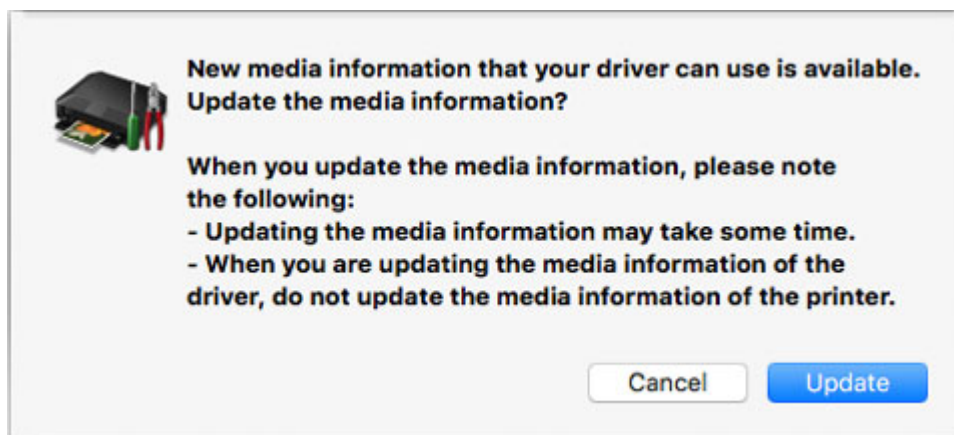 New media information that your driver can use is available.
Update the media information?
When you update the media information, please note
the following:
- Updating the media information may take some time.
- When you are updating the media information of the
driver, do not update the media information of the printer.
Cancel
Update